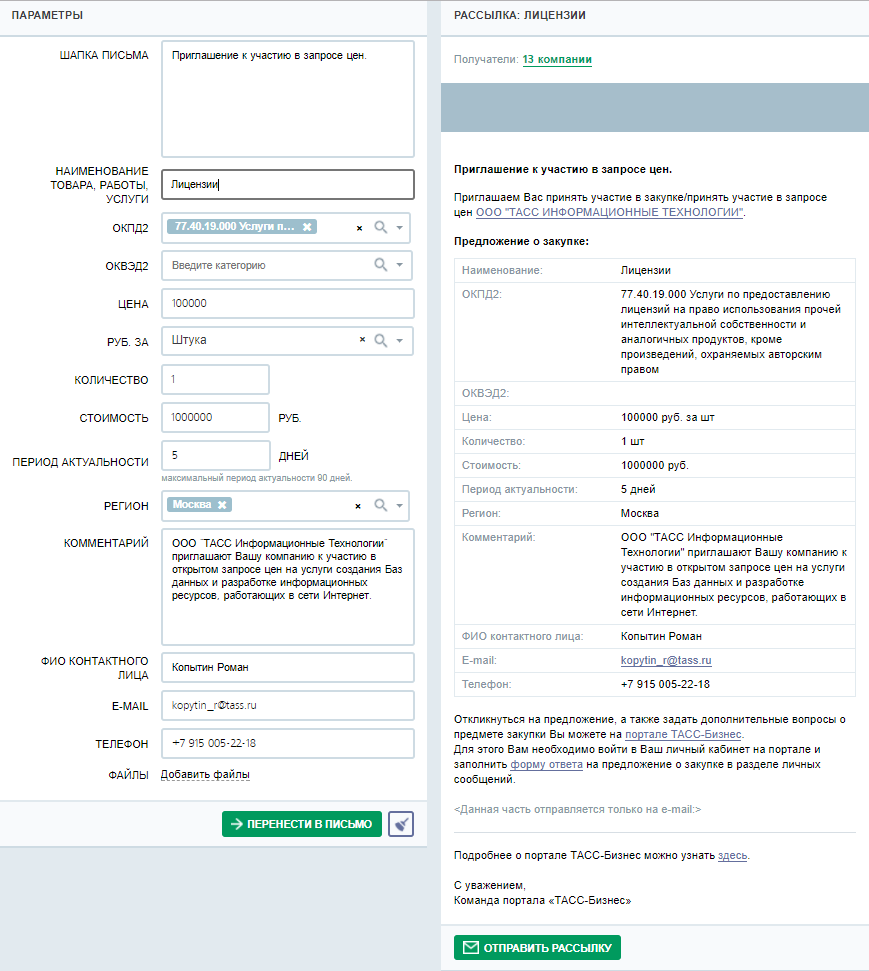 ПАРАМЕТРЫ
ШАПКА ПИСЬМА
Приглашение к участию в запросе цен.
НАИМЕНОВАНИЕ
ТОВАРА, РАБОТЫ,
УСЛУГИ
Лицензии
ОКПД2
77.40.19.000 Услуги п...
ОКВЭД2
Введите категорию
ЦЕНА
100000
РУБ. ЗА
Штука
КОЛИЧЕСТВО
1
СТОИМОСТЬ
1000000
РУБ.
ПЕРИОД АКТУАЛЬНОСТИ
5
ДНЕЙ
максимальный период актуальности 90 дней.
РЕГИОН
Москва
КОММЕНТАРИЙ
ООО "ТАСС Информационные Технологии"
приглашают Вашу компанию к участию в
открытом запросе цен на услуги создания Баз
данных и разработке информационных
ресурсов, работающих в сети Интернет.
ФИО КОНТАКТНОГО
ЛИЦА
Копытин Роман
E-MAIL
kopytin_r@tass.ru
ТЕЛЕФОН
+7 915 005-22-18
ФАЙЛЫ
Добавить файлы
ПЕРЕНЕСТИ В ПИСЬМО
РАССЫЛКА: ЛИЦЕНЗИИ
Получатели: 13 компании
Приглашение к участию в запросе цен.
Приглашаем Вас принять участие в закупке/принять участие в запросе
цен ООО "ТАСС ИНФОРМАЦИОННЫЕ ТЕХНОЛОГИИ".
Предложение о закупке:
Наименование: Лицензии
ОКПД2: 77.40.19.000 Услуги по предоставлению
лицензий на право использования прочей
интеллектуальной собственности и
аналогичных продуктов, кроме
произведений, охраняемых авторским
правом
ОКВЭД2:
Цена: 100000 руб. за шт
Количество: 1 шт
Стоимость: 1000000 руб.
Период актуальности: 5 дней
Регион: Москва
Комментарий: ООО "ТАСС Информационные
Технологии" приглашают Вашу компанию к
участию в открытом запросе цен на услуги
создания Баз данных и разработке
информационных ресурсов, работающих в
сети Интернет.
ФИО контактного лица: Копытин Роман
E-mail: kopytin_r@tass.ru
Телефон: +7 915 005-22-18
Откликнуться на предложение, а также задать дополнительные вопросы о
предмете закупки Вы можете на портале ТАСС-Бизнес.
Для этого Вам необходимо войти в Ваш личный кабинет на портале и
заполнить форму ответа на предложение о закупке в разделе личных
сообщений.
<Данная часть отправляется только на e-mail:>
Подробнее о портале ТАСС-Бизнес можно узнать здесь.
С уважением,
Команда портала «ТАСС-Бизнес»
ОТПРАВИТЬ РАССЫЛКУ